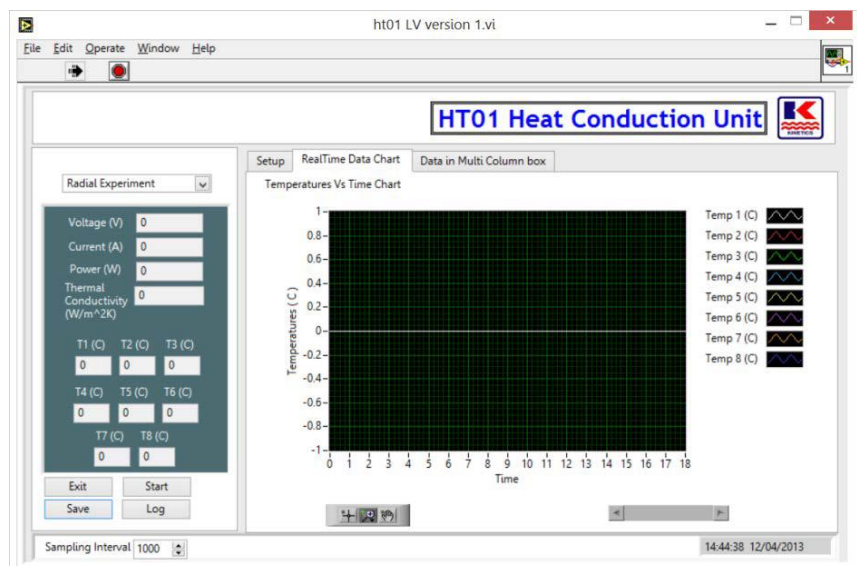 ht01 LV version 1.vi
File Edit Operate Window Help
1
HT01 Heat Conduction Unit
K
KINETICS
Radial Experiment
Voltage (V) 0
Current (A) 0
Power (W) 0
Thermal
Conductivity 0
(W/m^2K)
T1 (C) T2 (C) T3 (C)
0 0 0
T4 (C) T5 (C) T6 (C)
0 0 0
T7 (C) T8 (C)
0 0
Exit Start
Save Log
Sampling Interval 1000
Setup RealTime Data Chart Data in Multi Column box
Temperatures Vs Time Chart
Temperatures ( C )
1
0.8
0.6
0.4
0.2
0
-0.2
-0.4
-0.6
-0.8
-1
0 1 2 3 4 5 6 7 8 9 10 11 12 13 14 15 16 17 18
Time
Temp 1 (C)
Temp 2 (C)
Temp 3 (C)
Temp 4 (C)
Temp 5 (C)
Temp 6 (C)
Temp 7 (C)
Temp 8 (C)
14:44:38 12/04/2013